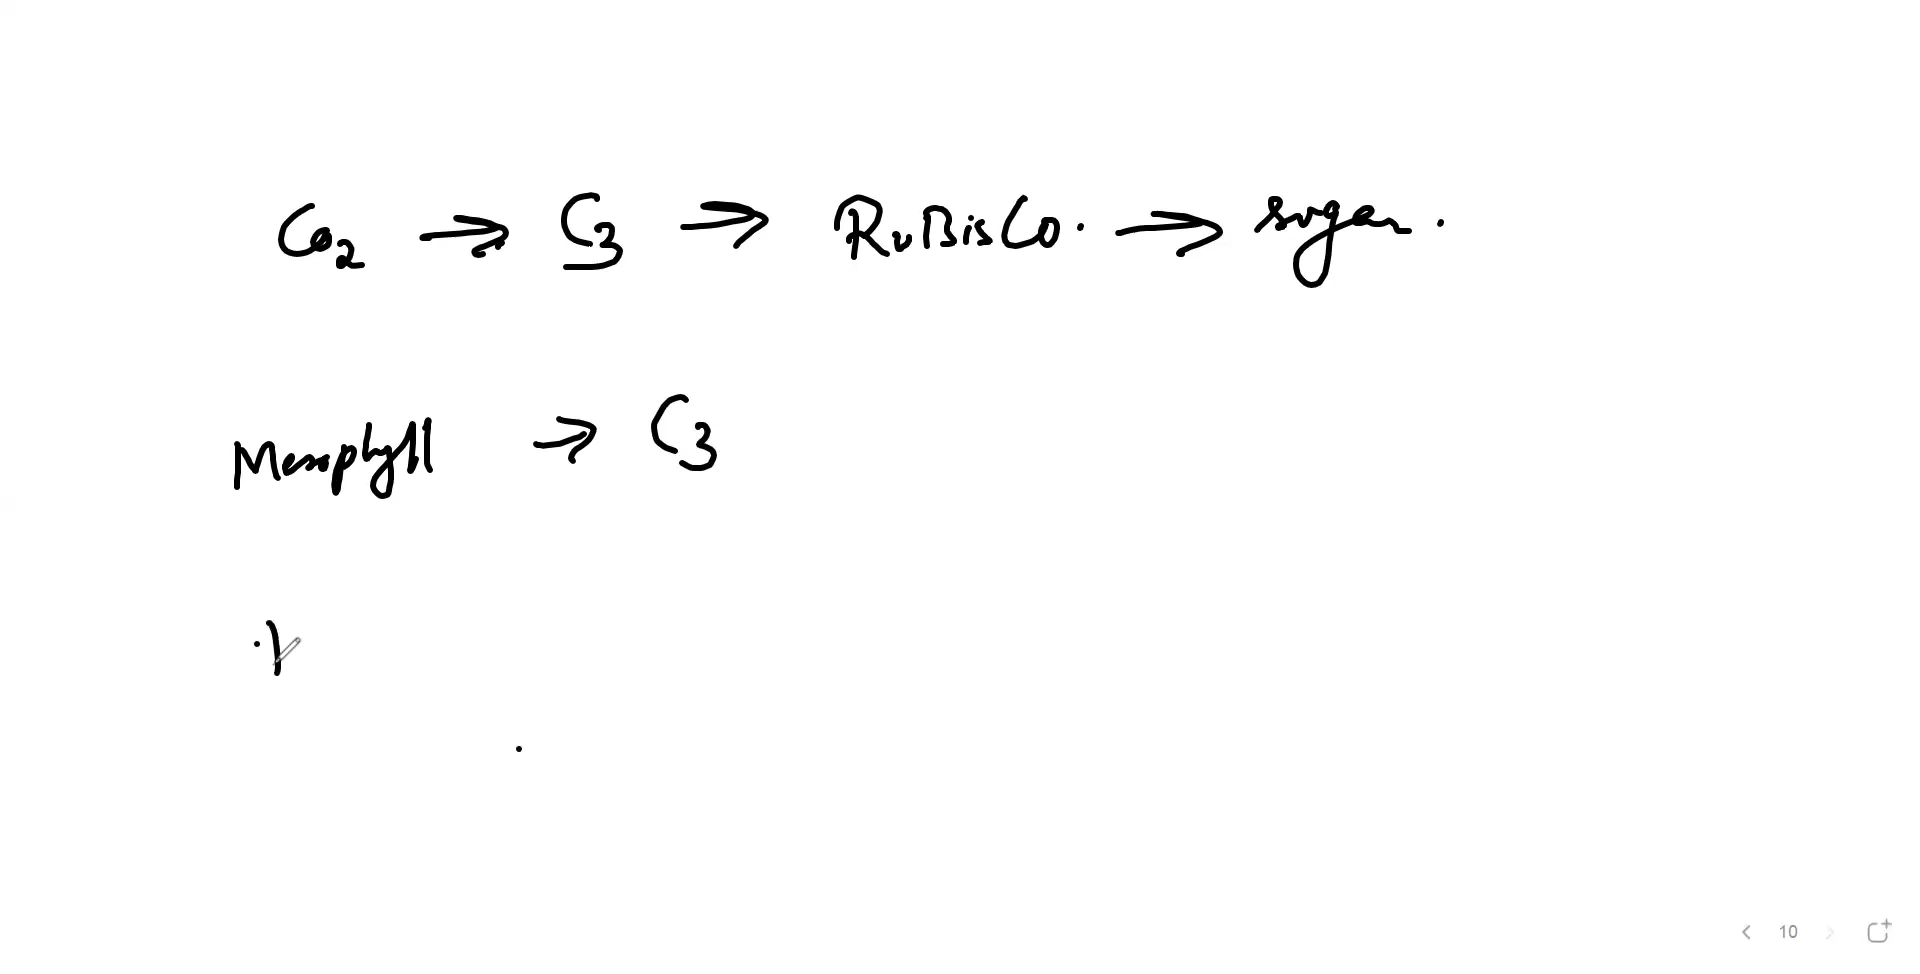 Co2 → C3 → RuBisCo. → sugar.
Mesophyll → C3
10